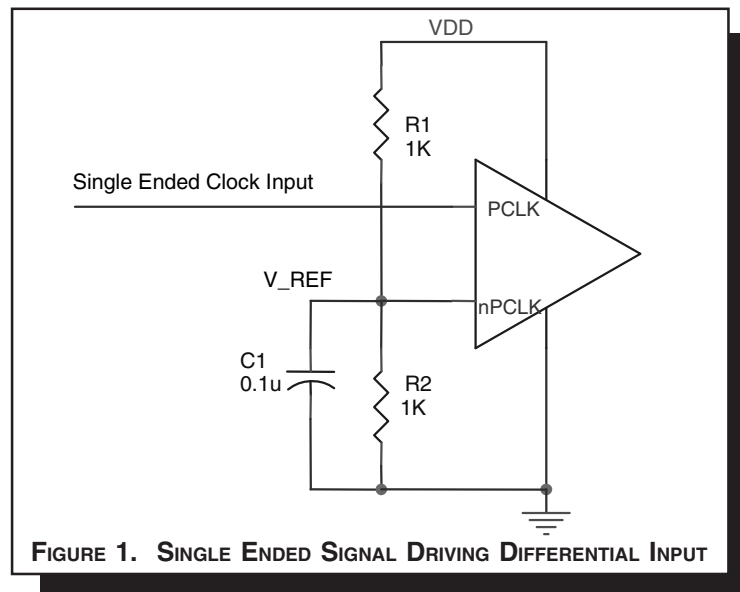 VDD
R1
1K
Single Ended Clock Input
PCLK
V_REF
nPCLK
C1
0.1u
R2
1K
FIGURE 1. SINGLE ENDED SIGNAL DRIVING DIFFERENTIAL INPUT